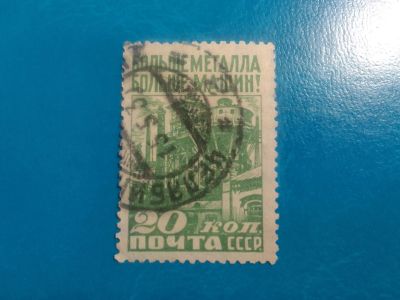 БОЛЬШЕ МЕТАЛЛА
БОЛЬШЕ МАШИН!
20 КОП.
ПОЧТА СССР